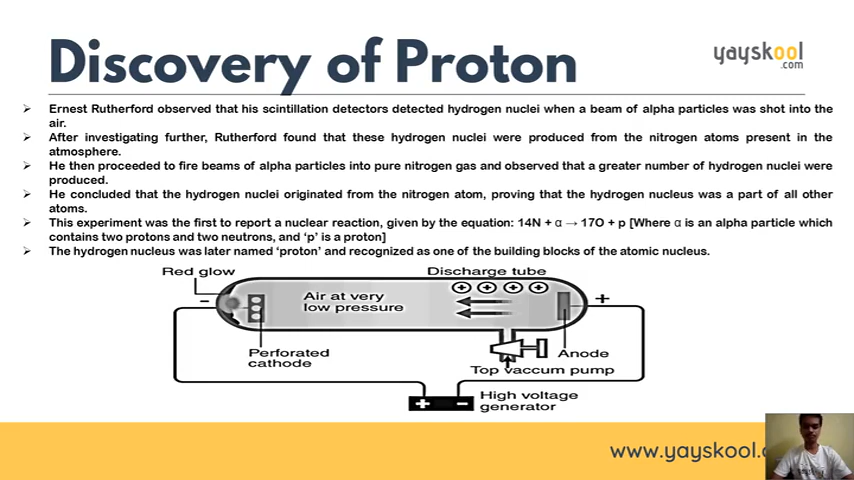 Discovery of Proton
yayskool
.com
➢ Ernest Rutherford observed that his scintillation detectors detected hydrogen nuclei when a beam of alpha particles was shot into the
air.
➢ After investigating further, Rutherford found that these hydrogen nuclei were produced from the nitrogen atoms present in the
atmosphere.
➢ He then proceeded to fire beams of alpha particles into pure nitrogen gas and observed that a greater number of hydrogen nuclei were
produced.
➢ He concluded that the hydrogen nuclei originated from the nitrogen atom, proving that the hydrogen nucleus was a part of all other
atoms.
➢ This experiment was the first to report a nuclear reaction, given by the equation: 14N + α → 17O + p [Where α is an alpha particle which
contains two protons and two neutrons, and ‘p’ is a proton]
➢ The hydrogen nucleus was later named ‘proton’ and recognized as one of the building blocks of the atomic nucleus.
Red glow
Discharge tube
+ + + +
- Air at very +
low pressure
Perforated
cathode
Anode
Top vaccum pump
+ -
High voltage
generator
www.yayskool.